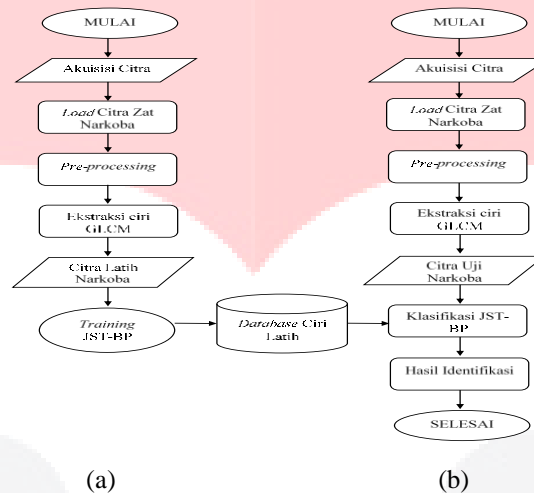 MULAI
Akuisisi Citra
Load Citra Zat
Narkoba
Pre-processing
Ekstraksi ciri
GLCM
Citra Latih
Narkoba
Training
JST-BP
Database Ciri
Latih
(a)
MULAI
Akuisisi Citra
Load Citra Zat
Narkoba
Pre-processing
Ekstraksi ciri
GLCM
Citra Uji
Narkoba
Klasifikasi JST-
BP
Hasil Identifikasi
SELESAI
(b)